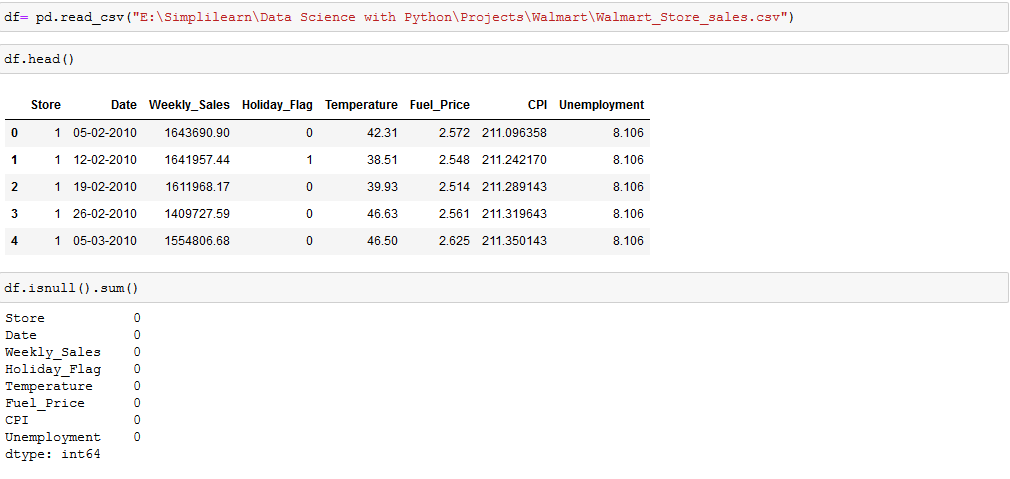 df= pd.read_csv("E:\Simplilearn\Data Science with Python\Projects\Walmart\Walmart_Store_sales.csv")
df.head()
Store Date Weekly_Sales Holiday_Flag Temperature Fuel_Price CPI Unemployment
0 1 05-02-2010 1643690.90 0 42.31 2.572 211.096358 8.106
1 1 12-02-2010 1641957.44 1 38.51 2.548 211.242170 8.106
2 1 19-02-2010 1611968.17 0 39.93 2.514 211.289143 8.106
3 1 26-02-2010 1409727.59 0 46.63 2.561 211.319643 8.106
4 1 05-03-2010 1554806.68 0 46.50 2.625 211.350143 8.106
df.isnull().sum()
Store 0
Date 0
Weekly_Sales 0
Holiday_Flag 0
Temperature 0
Fuel_Price 0
CPI 0
Unemployment 0
dtype: int64